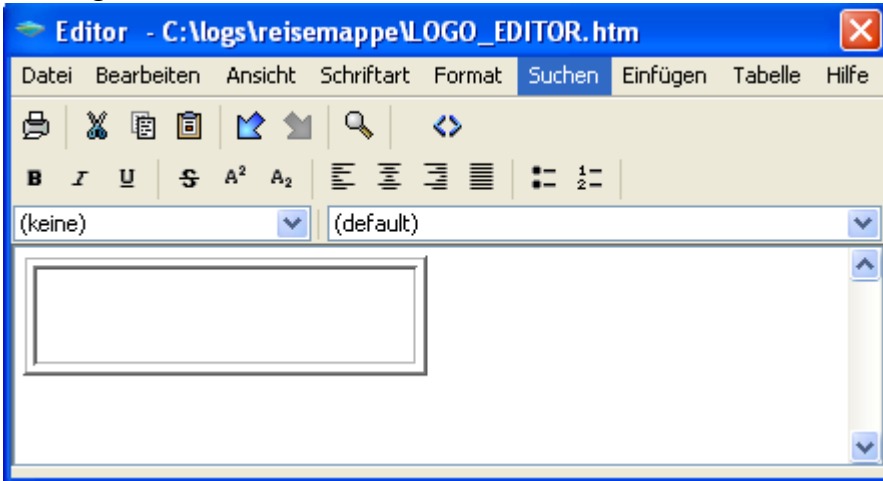 Editor - C:\logs\reisemappe\LOGO_EDITOR.htm
Datei Bearbeiten Ansicht Schriftart Format Suchen Einfügen Tabelle Hilfe
B I U S A² A₂
(keine) (default)